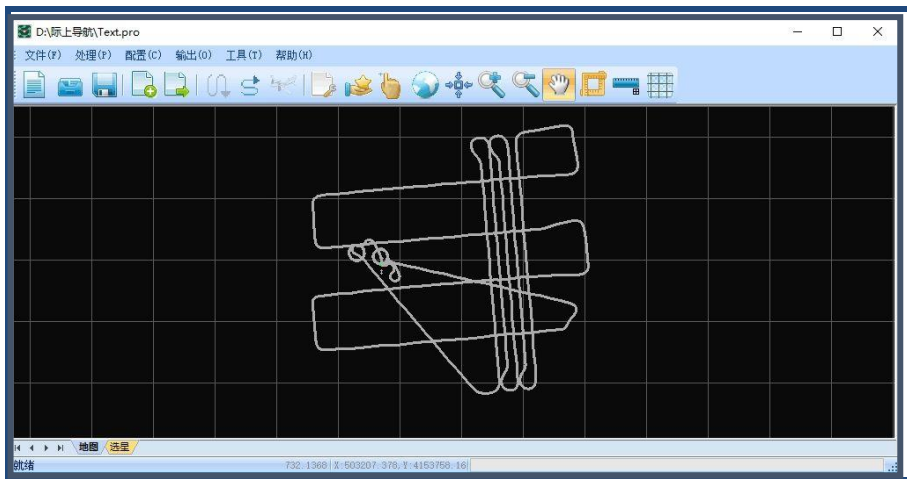 D:\际上导航\Text.pro
文件(F) 处理(P) 配置(C) 输出(O) 工具(T) 帮助(H)
地图 选星
就绪 732.1368 X:503207.378,Y:4153758.16